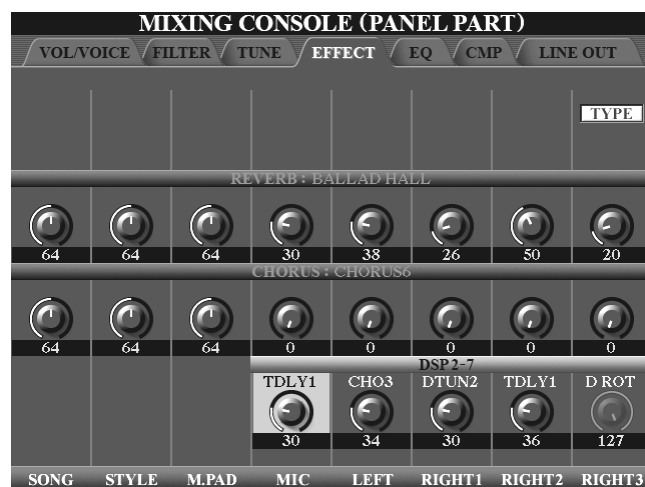 MIXING CONSOLE (PANEL PART)
VOL/VOICE FILTER TUNE EFFECT EQ CMP LINE OUT
TYPE
REVERB : BALLAD HALL
64 64 64 30 38 26 50 20
CHORUS : CHORUS6
64 64 64 0 0 0 0 0
DSP 2-7
TDLY1 CHO3 DTUN2 TDLY1 D ROT
30 34 30 36 127
SONG STYLE M.PAD MIC LEFT RIGHT1 RIGHT2 RIGHT3